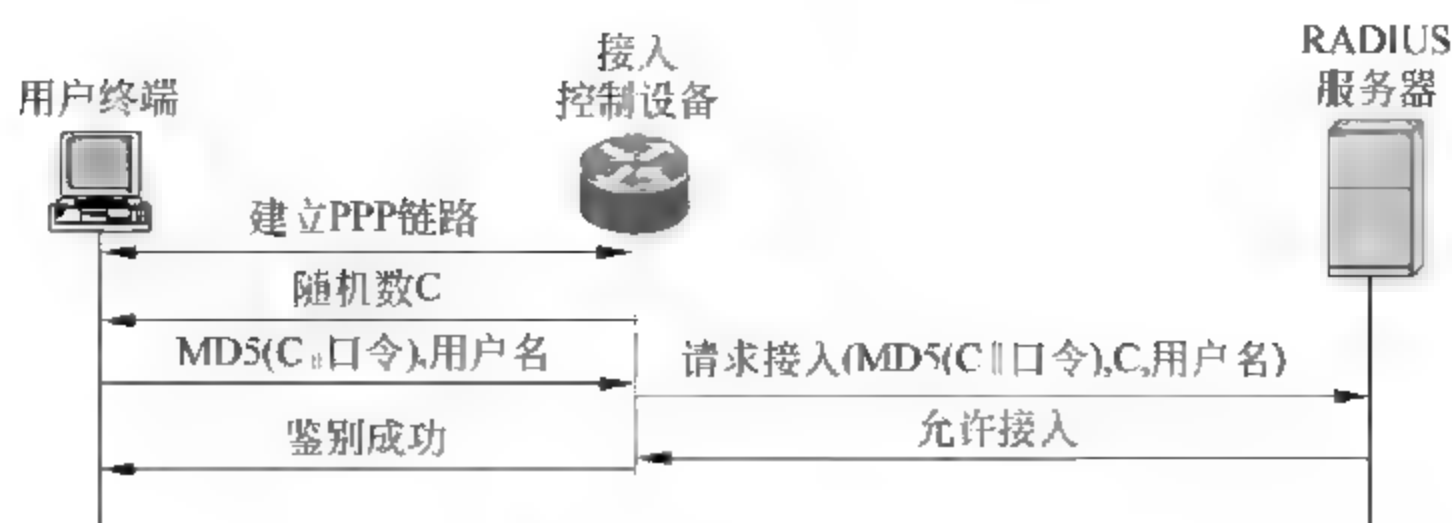 用户终端
接入
控制设备
RADIUS
服务器
建立PPP链路
随机数C
MD5(C‖口令),用户名
请求接入(MD5(C‖口令),C,用户名)
鉴别成功
允许接入